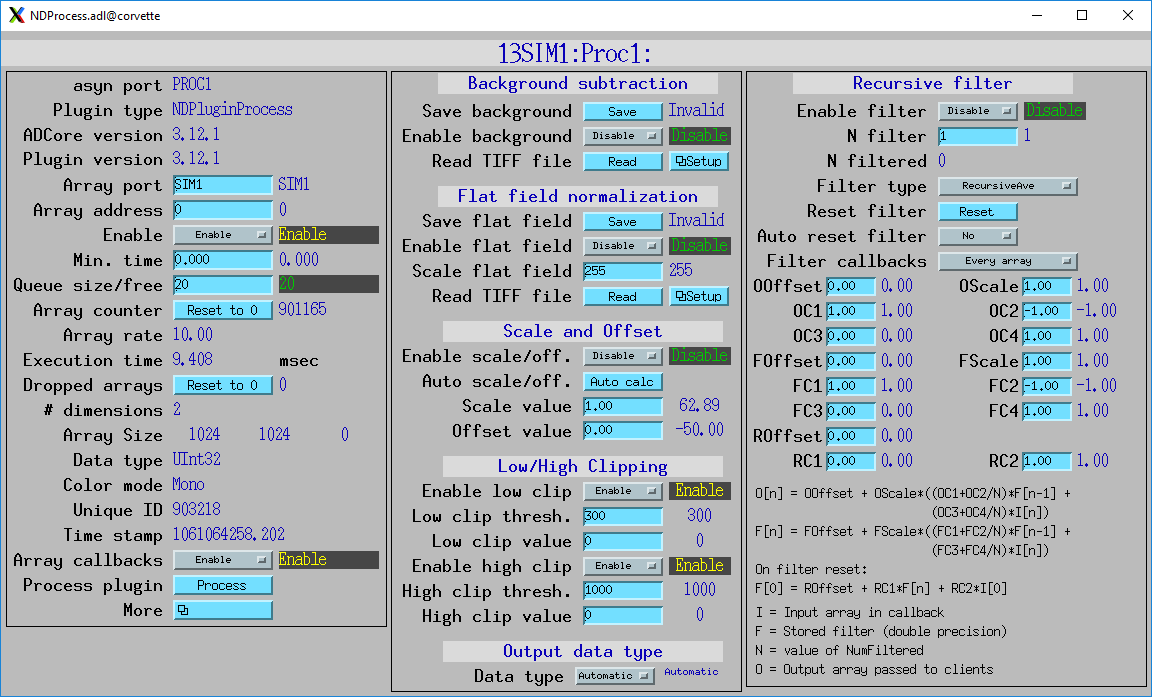 NDProcess.adl@corvette
13SIM1:Proc1:
asyn port PROC1
Plugin type NDPluginProcess
ADCore version 3.12.1
Plugin version 3.12.1
Array port SIM1 SIM1
Array address 0 0
Enable Enable Enable
Min. time 0.000 0.000
Queue size/free 20 20
Array counter Reset to 0 901165
Array rate 10.00
Execution time 9.408 msec
Dropped arrays Reset to 0 0
# dimensions 2
Array Size 1024 1024 0
Data type UInt32
Color mode Mono
Unique ID 903218
Time stamp 1061064258.202
Array callbacks Enable Enable
Process plugin Process
More
Background subtraction
Save background Save Invalid
Enable background Disable Disable
Read TIFF file Read Setup
Flat field normalization
Save flat field Save Invalid
Enable flat field Disable Disable
Scale flat field 255 255
Read TIFF file Read Setup
Scale and Offset
Enable scale/off. Disable Disable
Auto scale/off. Auto calc
Scale value 1.00 62.89
Offset value 0.00 -50.00
Low/High Clipping
Enable low clip Enable Enable
Low clip thresh. 300 300
Low clip value 0 0
Enable high clip Enable Enable
High clip thresh. 1000 1000
High clip value 0 0
Output data type
Data type Automatic Automatic
Recursive filter
Enable filter Disable Disable
N filter 1 1
N filtered 0
Filter type RecursiveAve
Reset filter Reset
Auto reset filter No
Filter callbacks Every array
OOffset 0.00 0.00 OScale 1.00 1.00
OC1 1.00 1.00 OC2 -1.00 -1.00
OC3 0.00 0.00 OC4 1.00 1.00
FOffset 0.00 0.00 FScale 1.00 1.00
FC1 1.00 1.00 FC2 -1.00 -1.00
FC3 0.00 0.00 FC4 1.00 1.00
ROffset 0.00 0.00
RC1 0.00 0.00 RC2 1.00 1.00
O[n] = OOffset + OScale*((OC1+OC2/N)*F[n-1] +
(OC3+OC4/N)*I[n])
F[n] = FOffset + FScale*((FC1+FC2/N)*F[n-1] +
(FC3+FC4/N)*I[n])
On filter reset:
F[0] = ROffset + RC1*F[n] + RC2*I[0]
I = Input array in callback
F = Stored filter (double precision)
N = value of NumFiltered
O = Output array passed to clients